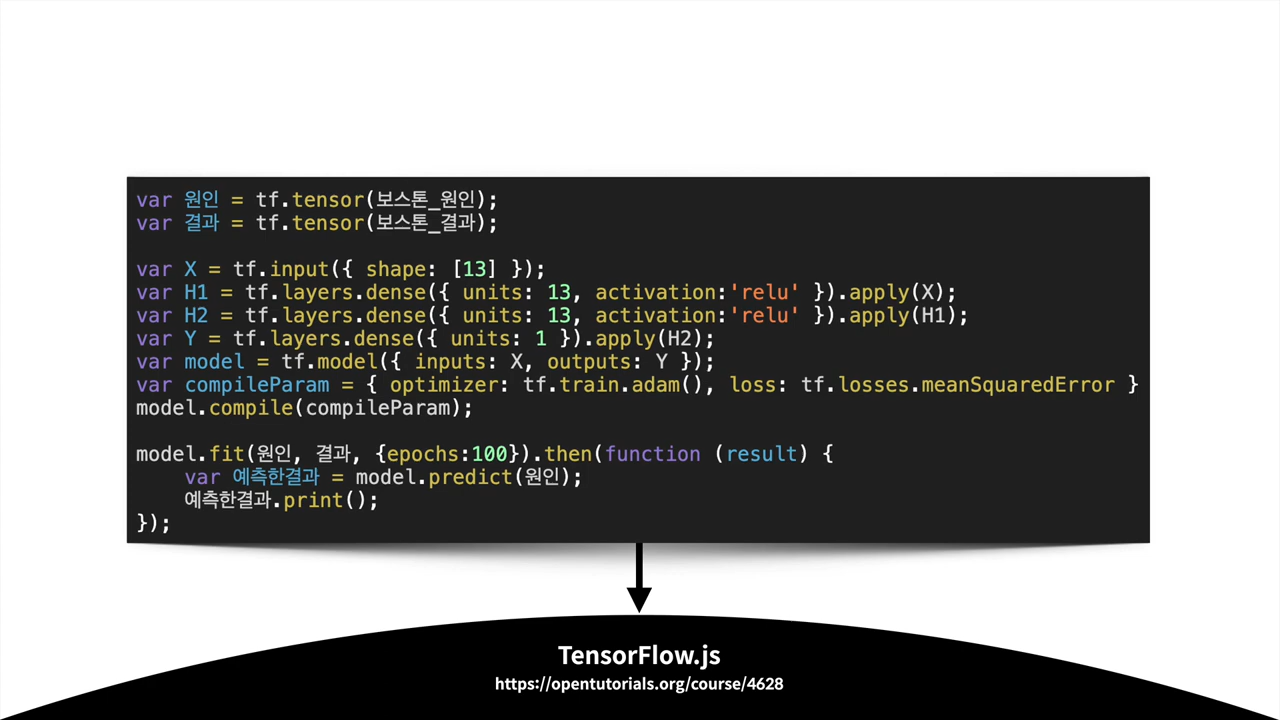 var 원인 = tf.tensor(보스톤_원인);
var 결과 = tf.tensor(보스톤_결과);
var X = tf.input({ shape: [13] });
var H1 = tf.layers.dense({ units: 13, activation:'relu' }).apply(X);
var H2 = tf.layers.dense({ units: 13, activation:'relu' }).apply(H1);
var Y = tf.layers.dense({ units: 1 }).apply(H2);
var model = tf.model({ inputs: X, outputs: Y });
var compileParam = { optimizer: tf.train.adam(), loss: tf.losses.meanSquaredError }
model.compile(compileParam);
model.fit(원인, 결과, {epochs:100}).then(function (result) {
    var 예측한결과 = model.predict(원인);
    예측한결과.print();
});
TensorFlow.js
https://opentutorials.org/course/4628